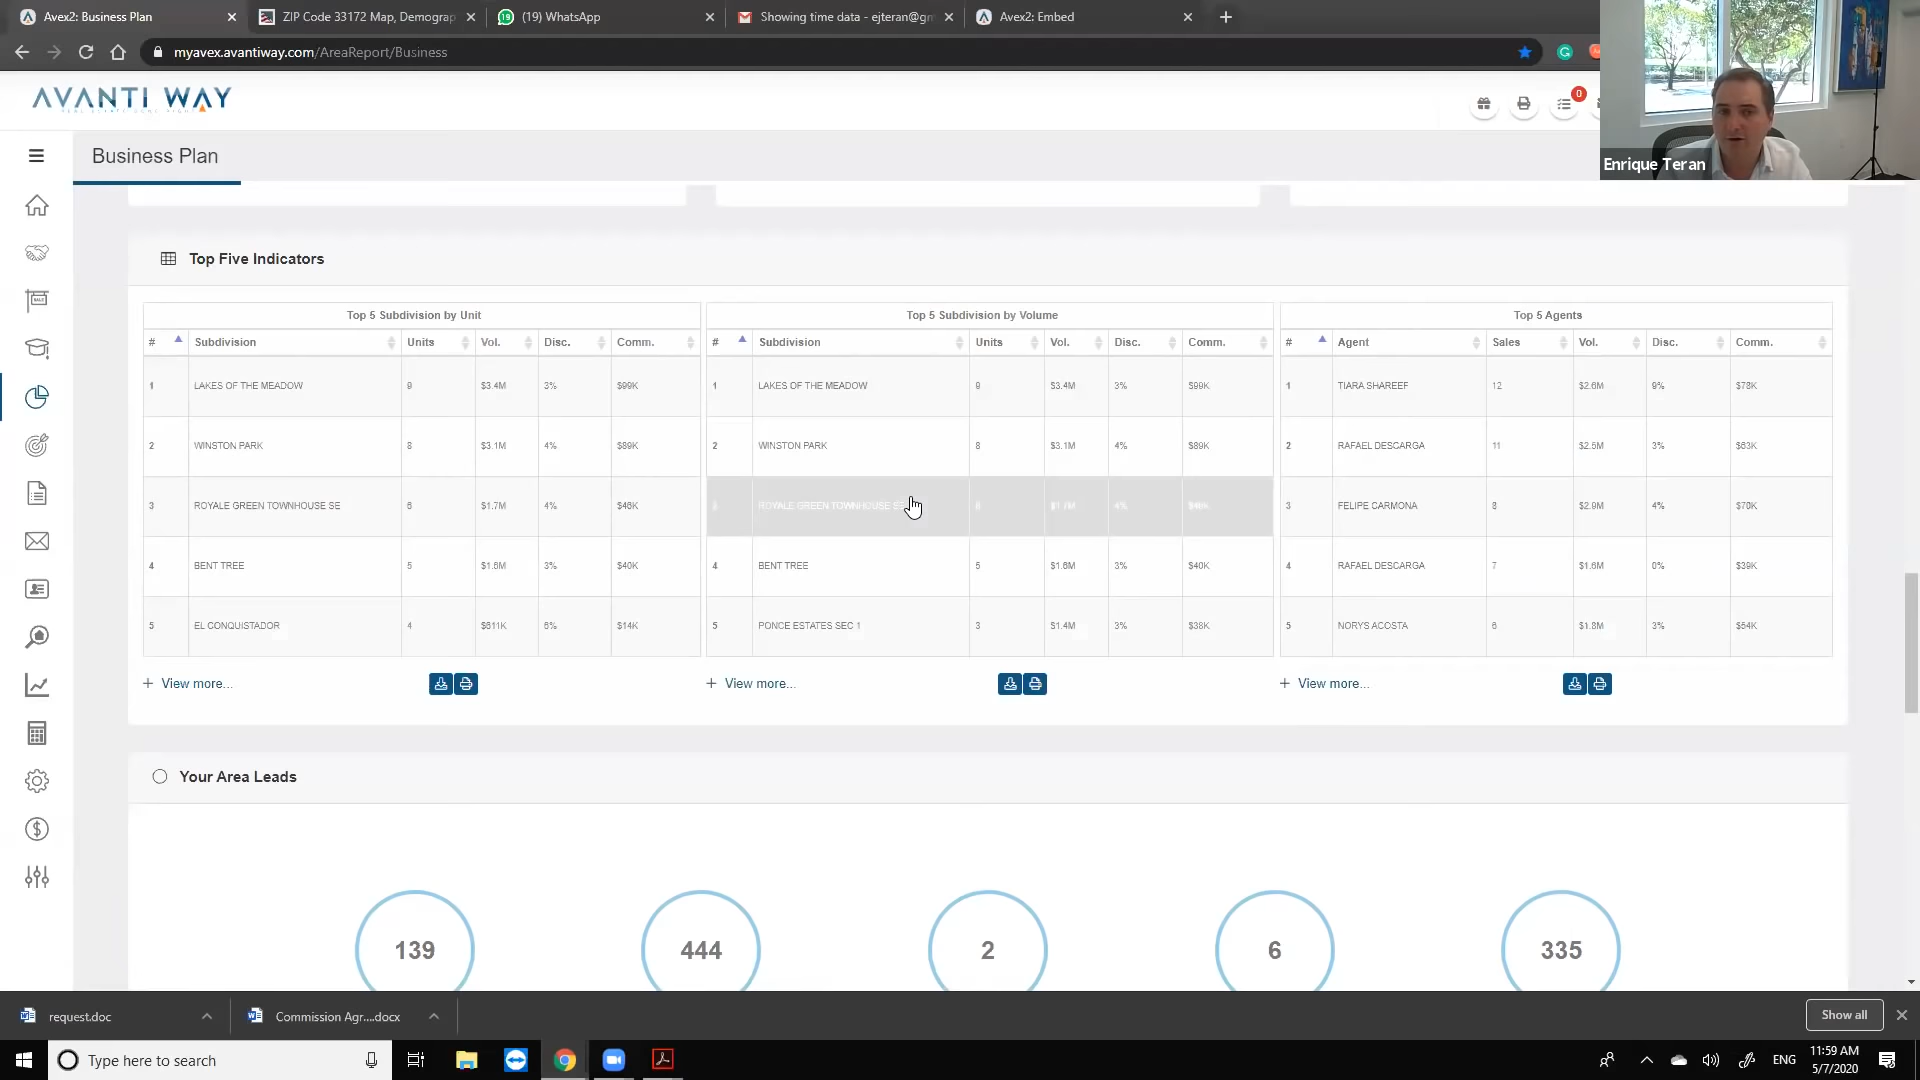 Avex2: Business Plan
ZIP Code 33172 Map, Demograp
(19) WhatsApp
Showing time data - ejteran@gm
Avex2: Embed
myavex.avantiway.com/AreaReport/Business
AVANTI WAY
0
Enrique Teran
Business Plan
Top Five Indicators
Top 5 Subdivision by Unit
# Subdivision Units Vol. Disc. Comm.
1 LAKES OF THE MEADOW 9 $3.4M 3% $99K
2 WINSTON PARK 8 $3.1M 4% $89K
3 ROYALE GREEN TOWNHOUSE SE 6 $1.7M 4% $46K
4 BENT TREE 5 $1.6M 3% $40K
5 EL CONQUISTADOR 4 $611K 6% $14K
View more...
Top 5 Subdivision by Volume
# Subdivision Units Vol. Disc. Comm.
1 LAKES OF THE MEADOW 9 $3.4M 3% $99K
2 WINSTON PARK 8 $3.1M 4% $89K
ROYALE GREEN TOWNHOUSE
4 BENT TREE 5 $1.6M 3% $40K
5 PONCE ESTATES SEC 1 3 $1.4M 3% $38K
View more...
Top 5 Agents
# Agent Sales Vol. Disc. Comm.
1 TIARA SHAREEF 12 $2.6M 9% $78K
2 RAFAEL DESCARGA 11 $2.5M 3% $63K
3 FELIPE CARMONA 8 $2.9M 4% $76K
4 RAFAEL DESCARGA 7 $1.6M 0% $39K
5 NORYS ACOSTA 6 $1.8M 3% $54K
View more...
Your Area Leads
139
444
2
6
335
request.doc
Commission Agr....docx
Show all
Type here to search
ENG
11:59 AM
5/7/2020